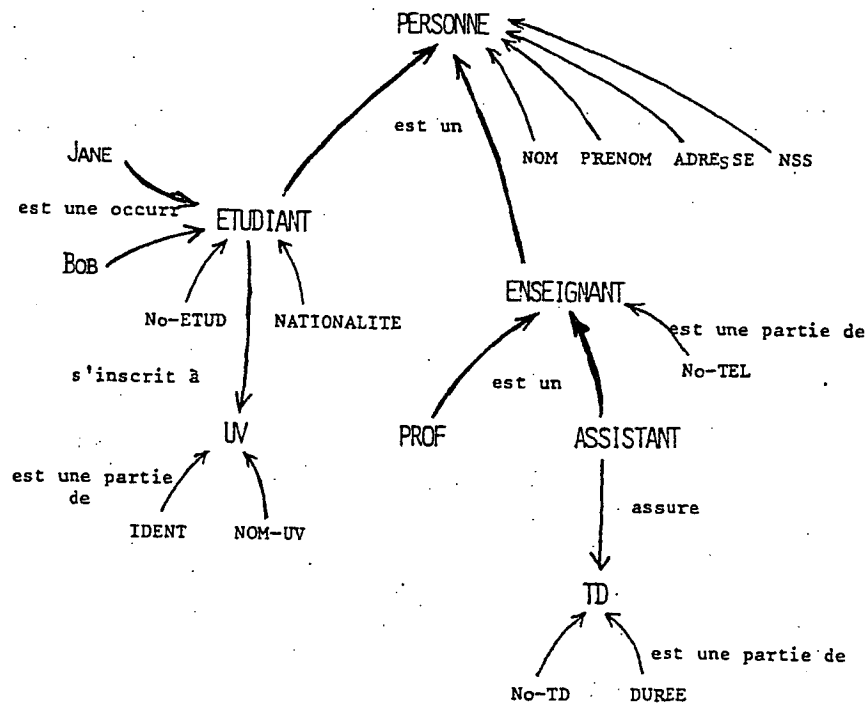 PERSONNE
est un
NOM PRENOM ADRESSE NSS
JANE
est une occurr
ETUDIANT
BOB
No-ETUD NATIONALITE
ENSEIGNANT
est une partie de
No-TEL
s'inscrit à
est un
UV
PROF ASSISTANT
est une partie
de
IDENT NOM-UV
assure
TD
est une partie de
No-TD DUREE